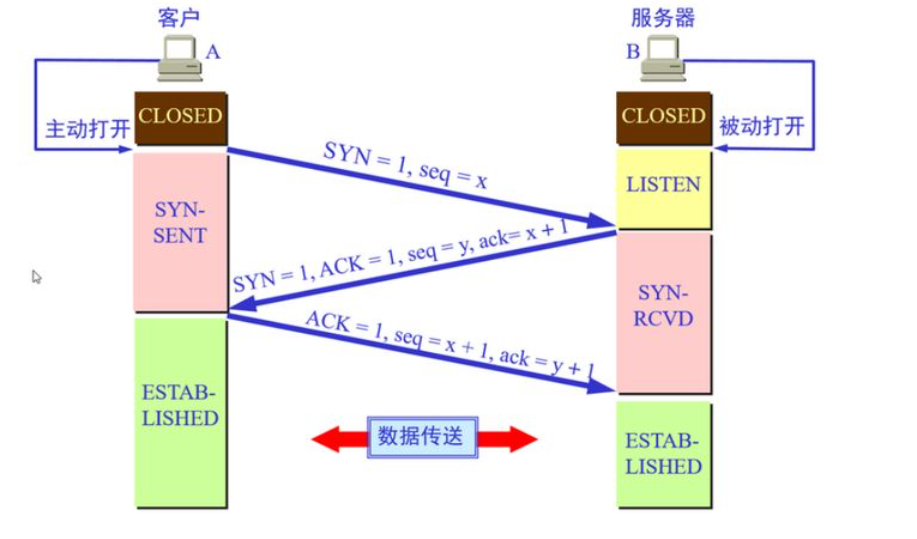 客户
服务器
A
B
CLOSED
CLOSED
主动打开
被动打开
SYN = 1, seq = x
LISTEN
SYN-
SENT
SYN = 1, ACK = 1, seq = y, ack= x + 1
SYN-
RCVD
ACK = 1, seq = x + 1, ack = y + 1
ESTAB-
LISHED
数据传送
ESTAB-
LISHED